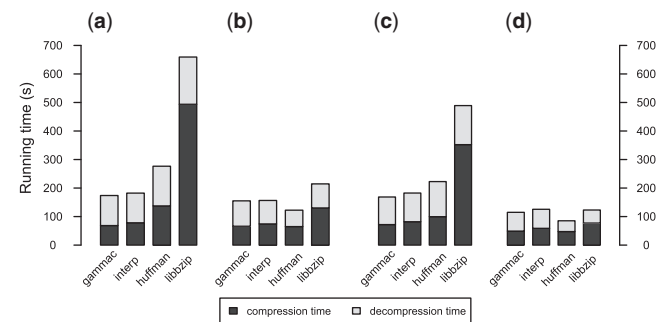 (a) (b) (c) (d)
Running time (s)
700 700
600 600
500 500
400 400
300 300
200 200
100 100
0 0
gammac interp huffman libbzip gammac interp huffman libbzip gammac interp huffman libbzip gammac interp huffman libbzip
compression time decompression time